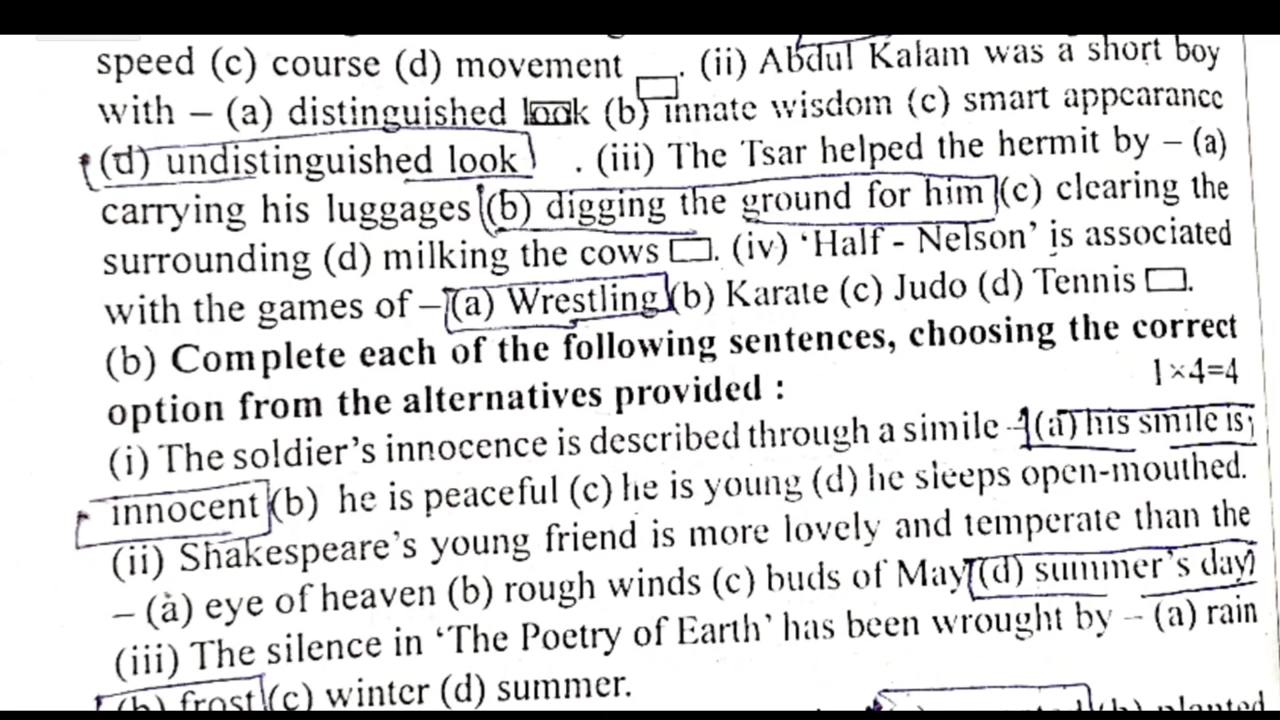 speed (c) course (d) movement . (ii) Abdul Kalam was a short boy
with – (a) distinguished look (b) innate wisdom (c) smart appearance
(d) undistinguished look . (iii) The Tsar helped the hermit by – (a)
carrying his luggages (b) digging the ground for him (c) clearing the
surrounding (d) milking the cows . (iv) ‘Half - Nelson’ is associated
with the games of – (a) Wrestling (b) Karate (c) Judo (d) Tennis .
(b) Complete each of the following sentences, choosing the correct
option from the alternatives provided : 1×4=4
(i) The soldier’s innocence is described through a simile – (a) his smile is
innocent (b) he is peaceful (c) he is young (d) he sleeps open-mouthed.
(ii) Shakespeare’s young friend is more lovely and temperate than the
– (a) eye of heaven (b) rough winds (c) buds of May (d) summer’s day
(iii) The silence in ‘The Poetry of Earth’ has been wrought by – (a) rain
(b) frost (c) winter (d) summer.
(b) planted